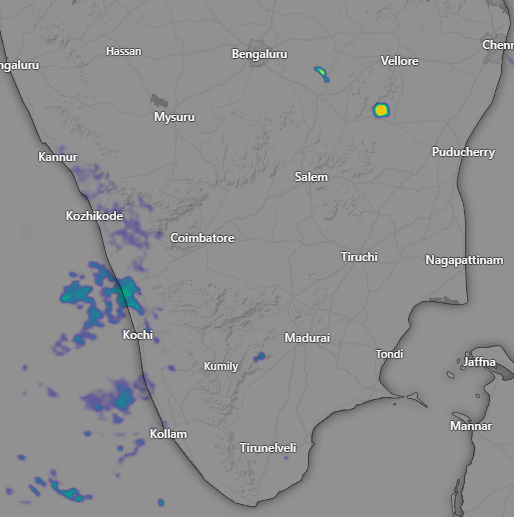 Hassan
Bengaluru
Chenn
ngaluru
Vellore
Mysuru
Kannur
Puducherry
Salem
Kozhikode
Coimbatore
Tiruchi
Nagapattinam
Kochi
Madurai
Tondi
Kumily
Jaffna
Kollam
Mannar
Tirunelveli